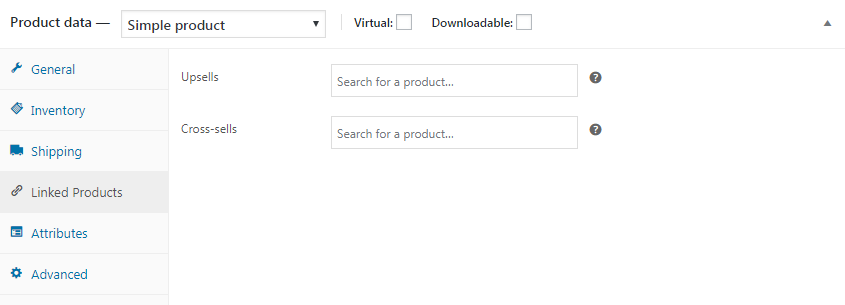 Product data — Simple product Virtual: Downloadable:
General
Upsells Search for a product...
Inventory
Cross-sells Search for a product...
Shipping
Linked Products
Attributes
Advanced